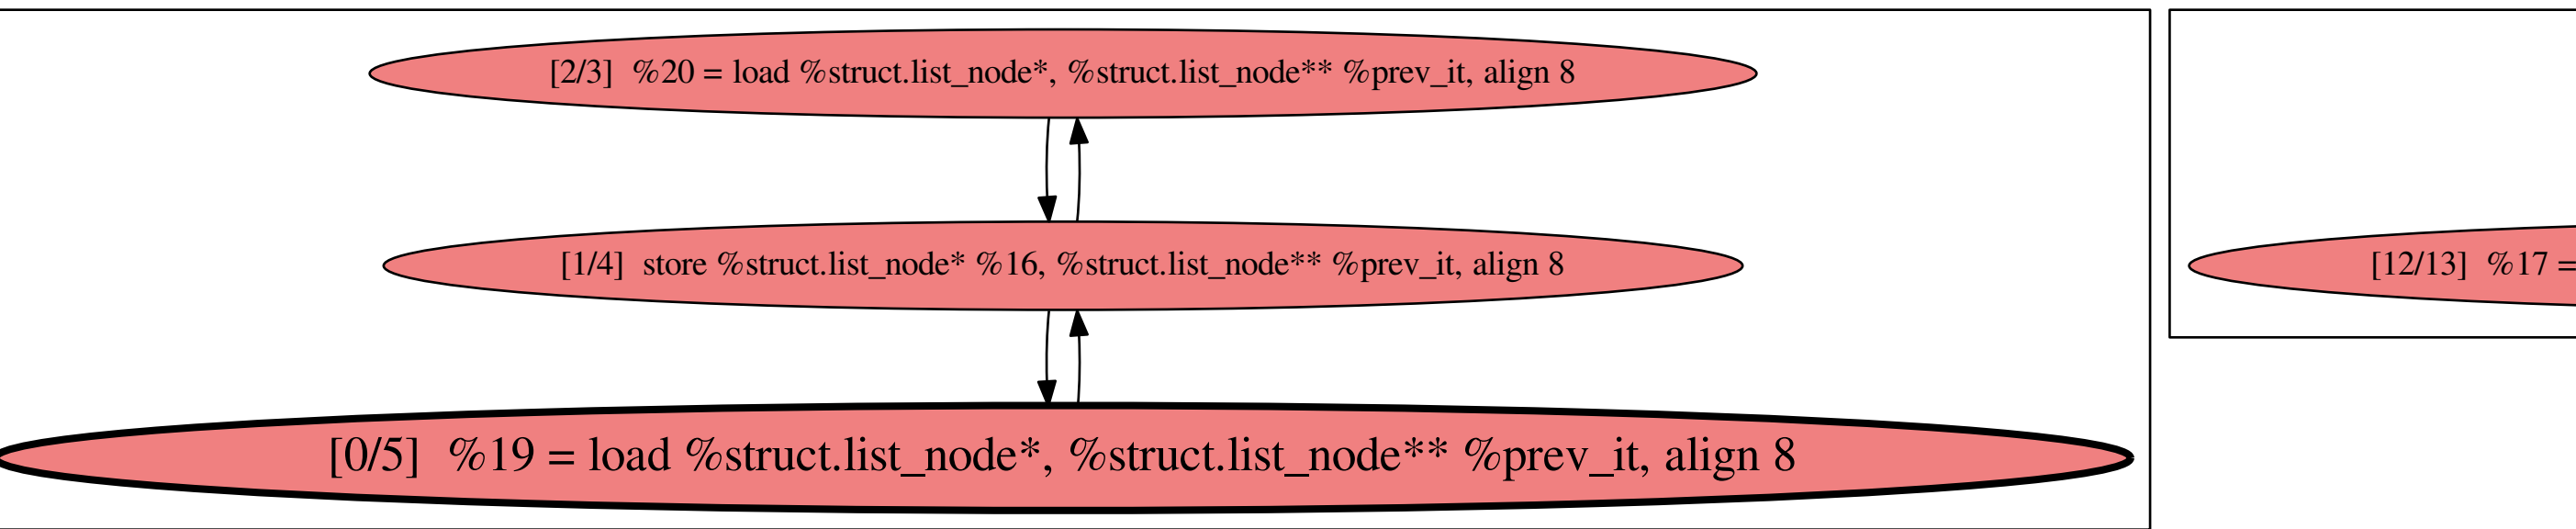 [2/3]  %20 = load %struct.list_node*, %struct.list_node** %prev_it, align 8
[1/4]  store %struct.list_node* %16, %struct.list_node** %prev_it, align 8
[12/13]  %17 =
[0/5]  %19 = load %struct.list_node*, %struct.list_node** %prev_it, align 8